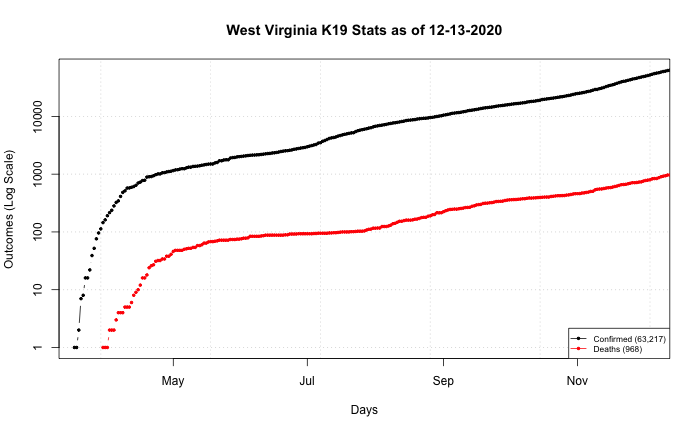 West Virginia K19 Stats as of 12-13-2020
Outcomes (Log Scale)
10000
1000
100
10
1
Confirmed (63,217)
Deaths (968)
May
Jul
Sep
Nov
Days